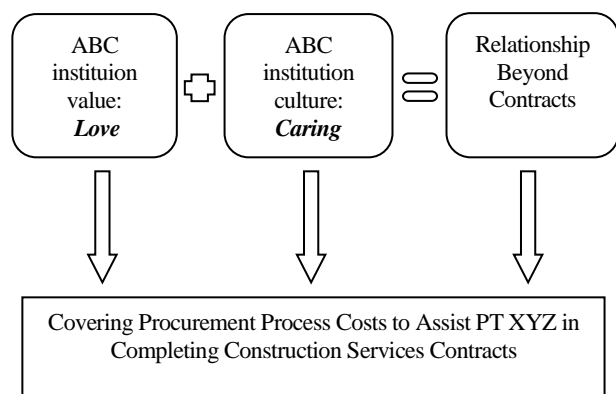 ABC
instituion
value:
Love
ABC
institution
culture:
Caring
Relationship
Beyond
Contracts
Covering Procurement Process Costs to Assist PT XYZ in
Completing Construction Services Contracts